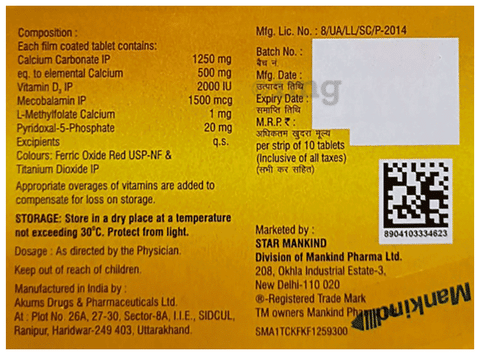 Composition :
Each film coated tablet contains:
Calcium Carbonate IP 1250 mg
eq. to elemental Calcium 500 mg
Vitamin D₃ IP 2000 IU
Mecobalamin IP 1500 mcg
L-Methylfolate Calcium 1 mg
Pyridoxal-5-Phosphate 20 mg
Excipients q.s.
Colours: Ferric Oxide Red USP-NF &
Titanium Dioxide IP
Appropriate overages of vitamins are added to
compensate for loss on storage.
STORAGE: Store in a dry place at a temperature
not exceeding 30°C. Protect from light.
Dosage : As directed by the Physician.
Keep out of reach of children.
Manufactured in India by :
Akums Drugs & Pharmaceuticals Ltd.
At : Plot No. 26A, 27-30, Sector-8A, I.I.E., SIDCUL,
Ranipur, Haridwar-249 403, Uttarakhand.
Mfg. Lic. No. : 8/UA/LL/SC/P-2014
Batch No. :
बैच नं
Mfg. Date :
उत्पादन तिथि
Expiry Date :
समाप्ति तिथि
M.R.P. ₹ :
अधिकतम खुदरा मूल्य
per strip of 10 tablets
(Inclusive of all taxes)
(सभी कर सहित)
8904103334623
Marketed by :
STAR MANKIND
Division of Mankind Pharma Ltd.
208, Okhla Industrial Estate-3,
New Delhi-110 020
®-Registered Trade Mark
TM owners Mankind
Mankind
SMA1TCKFKF1259300